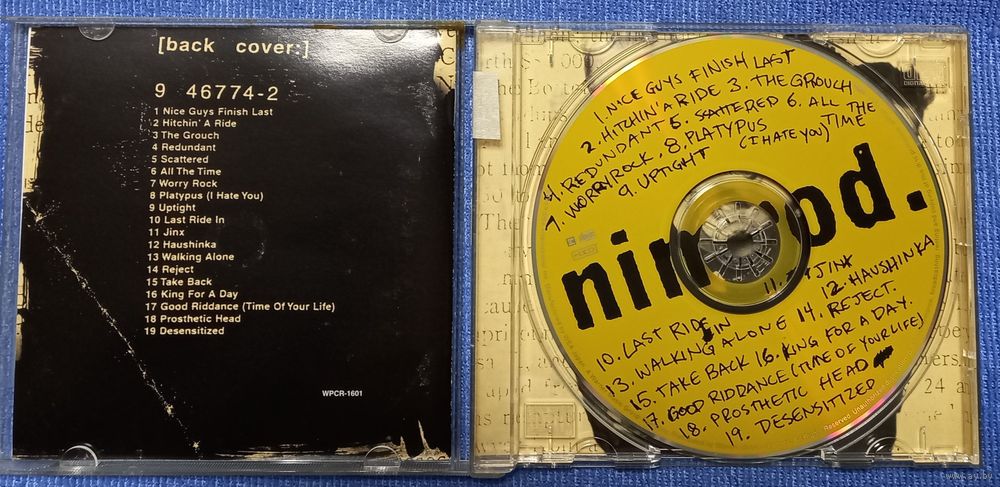 [back cover:]
9 46774-2
1 Nice Guys Finish Last
2 Hitchin' A Ride
3 The Grouch
4 Redundant
5 Scattered
6 All The Time
7 Worry Rock
8 Platypus (I Hate You)
9 Uptight
10 Last Ride In
11 Jinx
12 Haushinka
13 Walking Alone
14 Reject
15 Take Back
16 King For A Day
17 Good Riddance (Time Of Your Life)
18 Prosthetic Head
19 Desensitized
WPCR-1601
1. NICE GUYS FINISH LAST
2. HITCHIN' A RIDE 3. THE GROUCH
4. REDUNDANT 5. SCATTERED 6. ALL THE TIME
7. WORRY ROCK. 8. PLATYPUS (I HATE YOU)
9. UPTIGHT
nimrod.
11. JINX
10. LAST RIDE IN 12. HAUSHINKA
13. WALKING ALONE 14. REJECT.
15. TAKE BACK 16. KING FOR A DAY.
17. GOOD RIDDANCE (TIME OF YOUR LIFE)
18. PROSTHETIC HEAD
19. DESENSITIZED